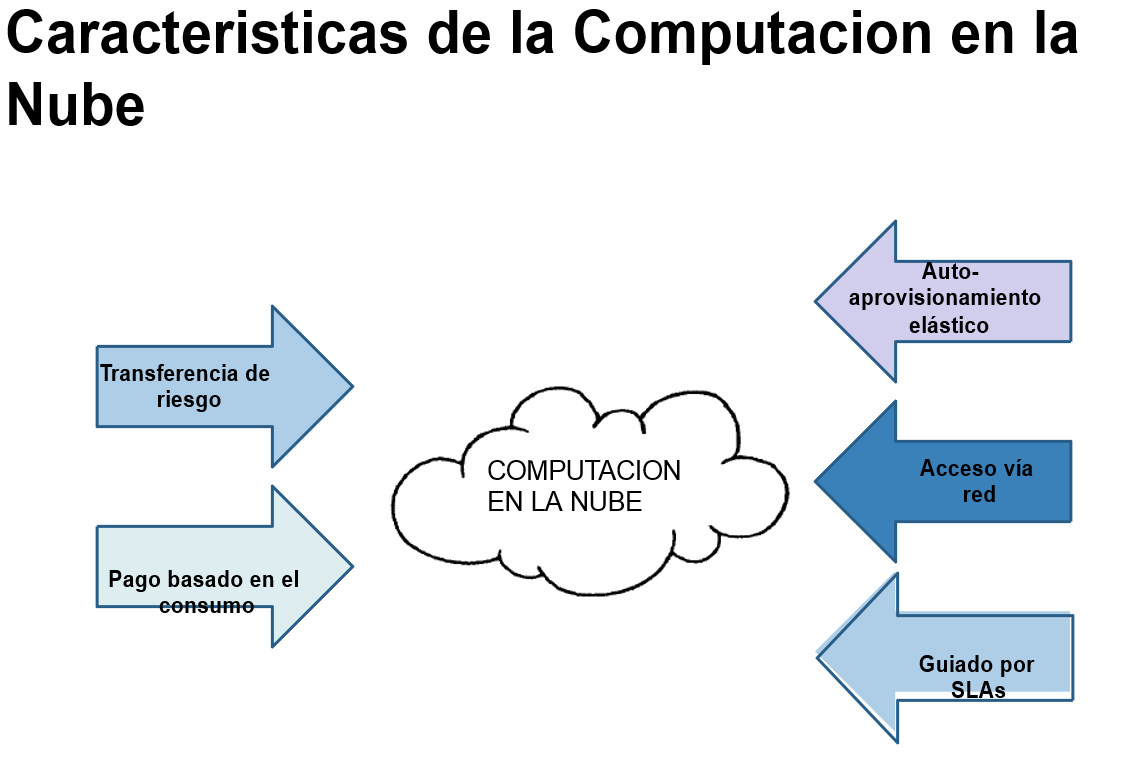 Caracteristicas de la Computacion en la
Nube
Transferencia de
riesgo
Pago basado en el
consumo
COMPUTACION
EN LA NUBE
Auto-
aprovisionamiento
elástico
Acceso vía
red
Guiado por
SLAs